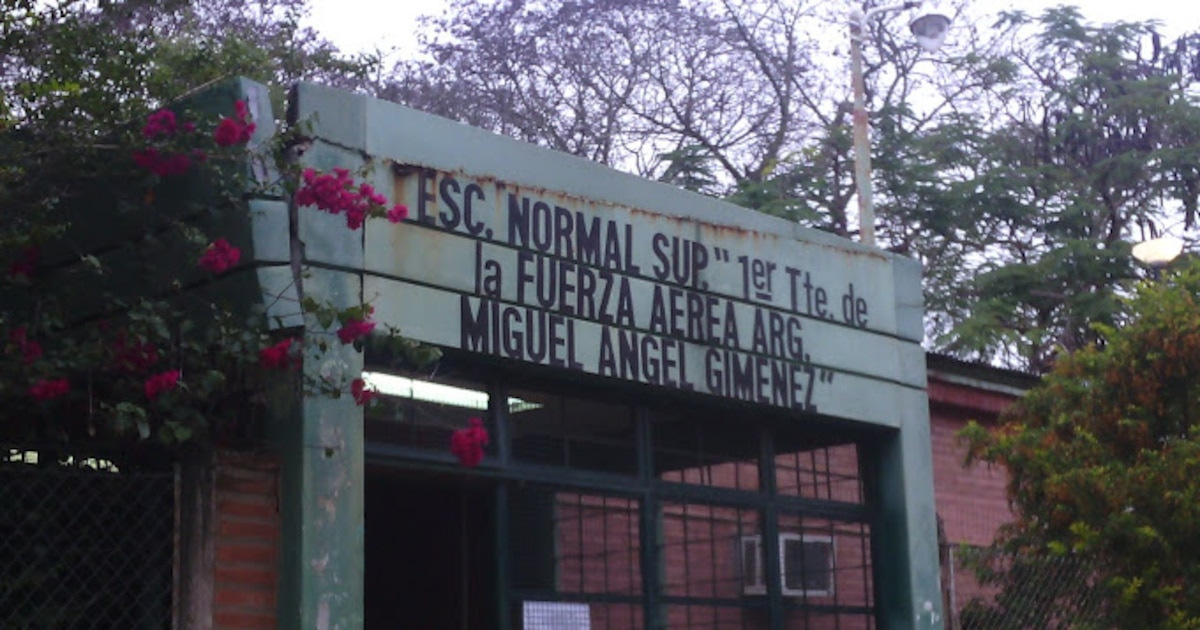 ESC. NORMAL SUP. "1er Tte. de
la FUERZA AEREA ARG.
MIGUEL ANGEL GIMENEZ"